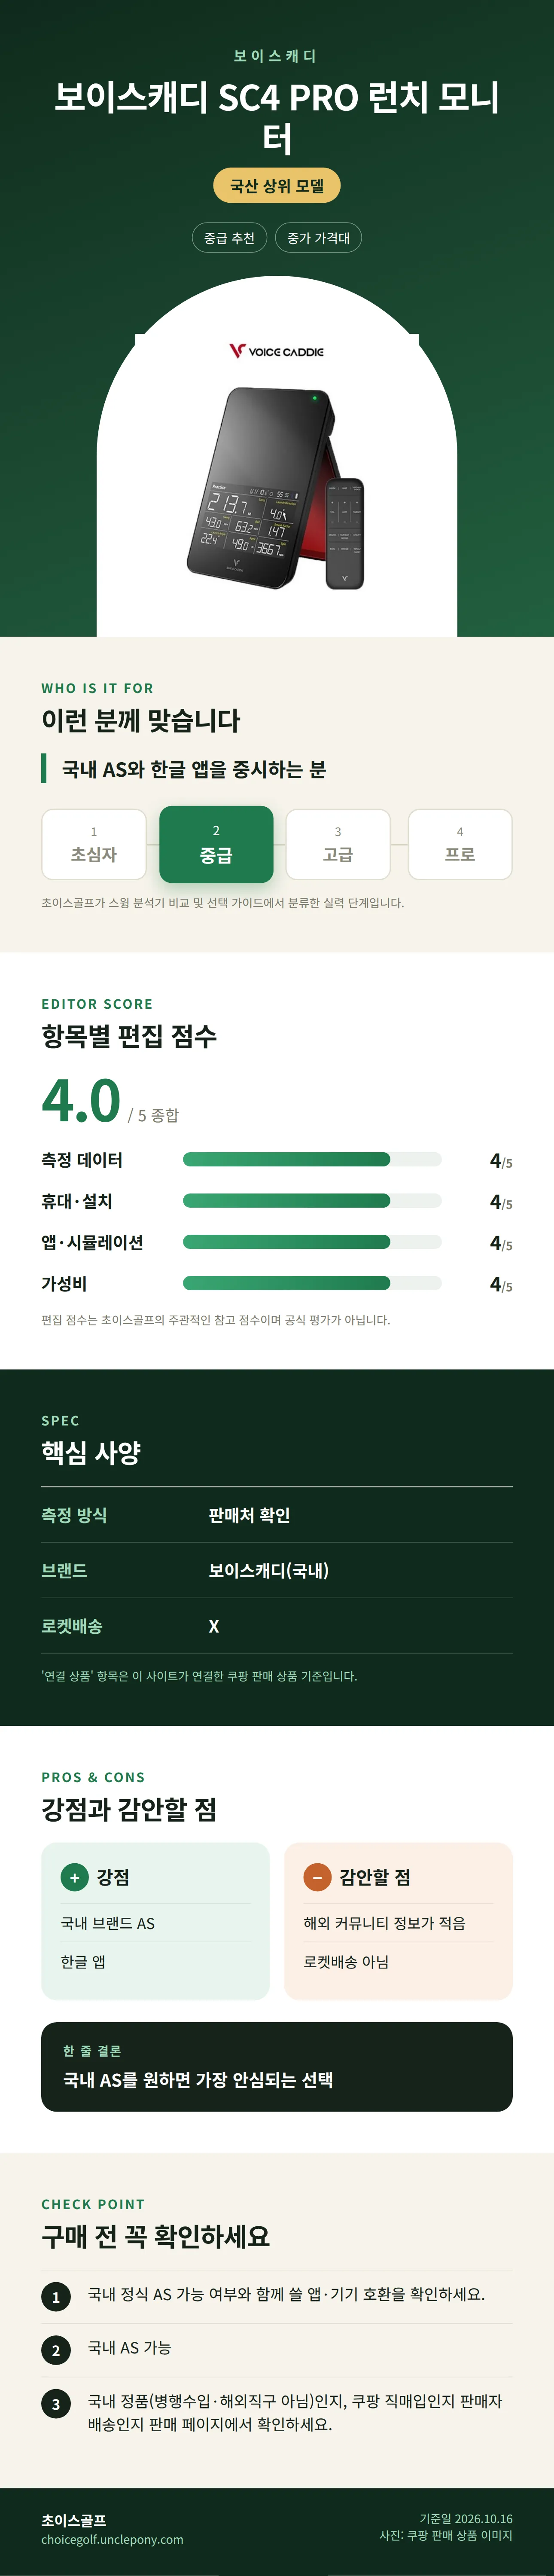 보이스캐디
보이스캐디 SC4 PRO 런치 모니
터
국산 상위 모델
중급 추천
중가 가격대
VOICE CADDIE
Practice
213.7
43.0
63.2
1.47
22.4
49.0
3667
WHO IS IT FOR
이런 분께 맞습니다
국내 AS와 한글 앱을 중시하는 분
1
초심자
2
중급
3
고급
4
프로
초이스골프가 스윙 분석기 비교 및 선택 가이드에서 분류한 실력 단계입니다.
EDITOR SCORE
항목별 편집 점수
4.0 / 5 종합
측정 데이터 4/5
휴대·설치 4/5
앱·시뮬레이션 4/5
가성비 4/5
편집 점수는 초이스골프의 주관적인 참고 점수이며 공식 평가가 아닙니다.
SPEC
핵심 사양
측정 방식 판매처 확인
브랜드 보이스캐디(국내)
로켓배송 X
'연결 상품' 항목은 이 사이트가 연결한 쿠팡 판매 상품 기준입니다.
PROS & CONS
강점과 감안할 점
+ 강점
국내 브랜드 AS
한글 앱
− 감안할 점
해외 커뮤니티 정보가 적음
로켓배송 아님
한 줄 결론
국내 AS를 원하면 가장 안심되는 선택
CHECK POINT
구매 전 꼭 확인하세요
1 국내 정식 AS 가능 여부와 함께 쓸 앱·기기 호환을 확인하세요.
2 국내 AS 가능
3 국내 정품(병행수입·해외직구 아님)인지, 쿠팡 직매입인지 판매자
배송인지 판매 페이지에서 확인하세요.
초이스골프
choicegolf.unclepony.com
기준일 2026.10.16
사진: 쿠팡 판매 상품 이미지